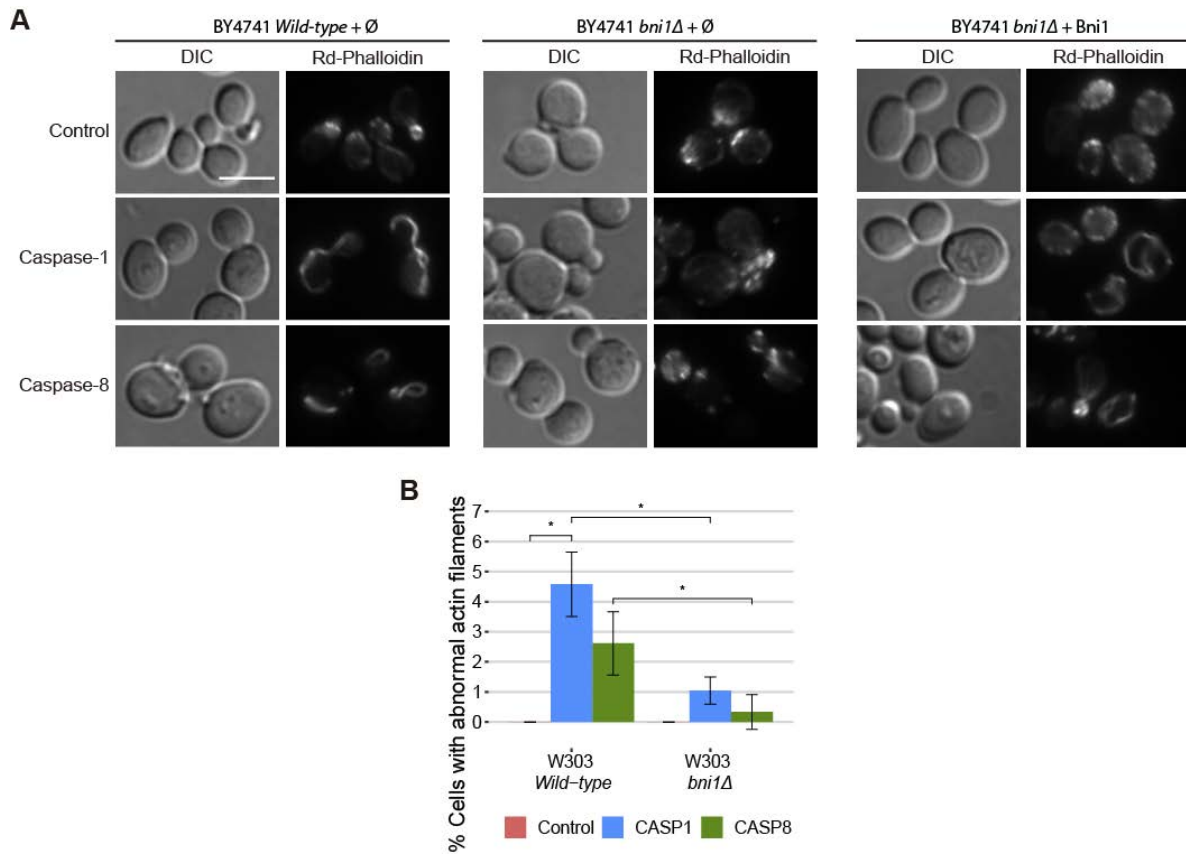 A
BY4741 Wild-type + Ø
BY4741 bni1Δ + Ø
BY4741 bni1Δ + Bni1
DIC
Rd-Phalloidin
DIC
Rd-Phalloidin
DIC
Rd-Phalloidin
Control
Caspase-1
Caspase-8
B
% Cells with abnormal actin filaments
7
6
5
4
3
2
1
0
*
*
*
W303
Wild-type
W303
bni1Δ
Control
CASP1
CASP8